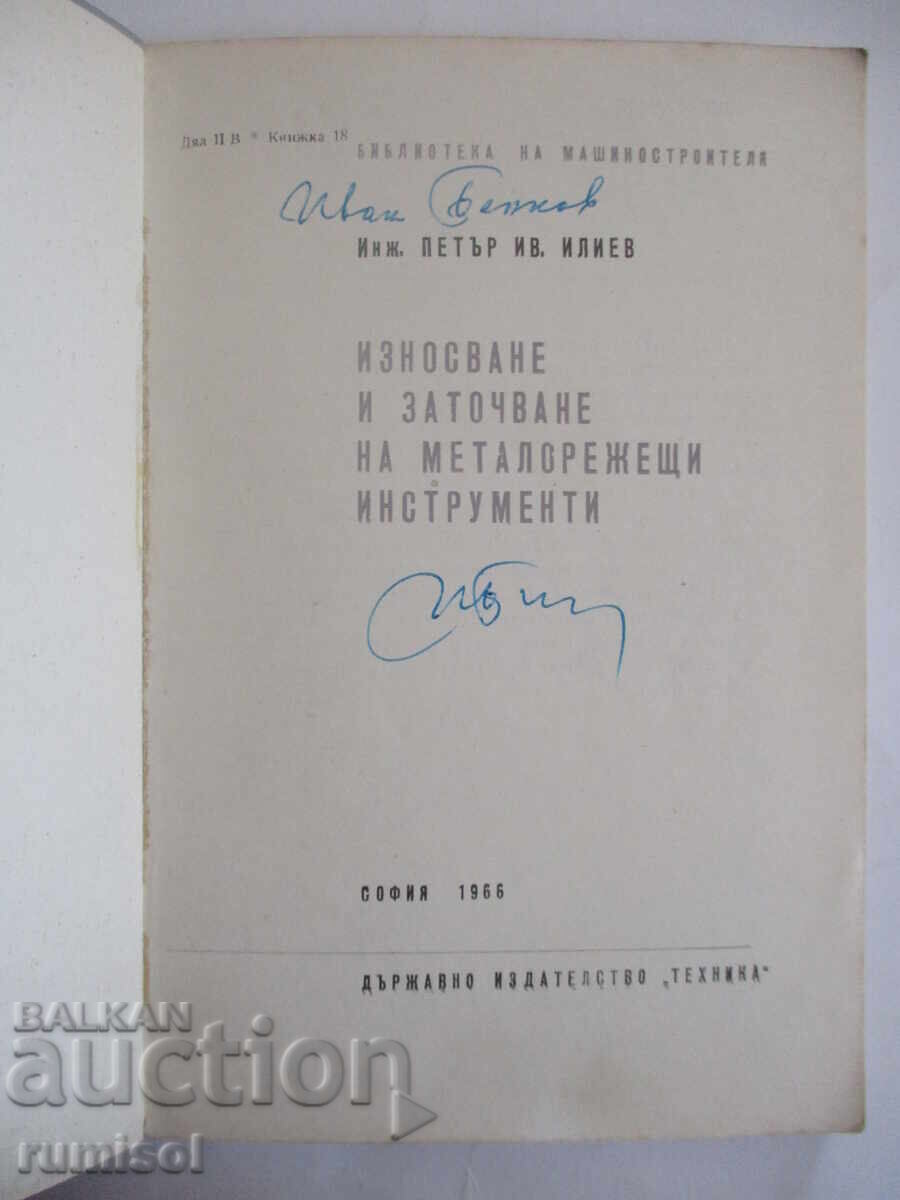 Дял II В * Книжка 18
БИБЛИОТЕКА НА МАШИНОСТРОИТЕЛЯ
Иван
Инж. ПЕТЪР ИВ. ИЛИЕВ
ИЗНОСВАНЕ
И ЗАТОЧВАНЕ
НА МЕТАЛОРЕЖЕЩИ
ИНСТРУМЕНТИ
СОФИЯ 1966
ДЪРЖАВНО ИЗДАТЕЛСТВО „ТЕХНИКА“
BALKAN
auction
rumisol